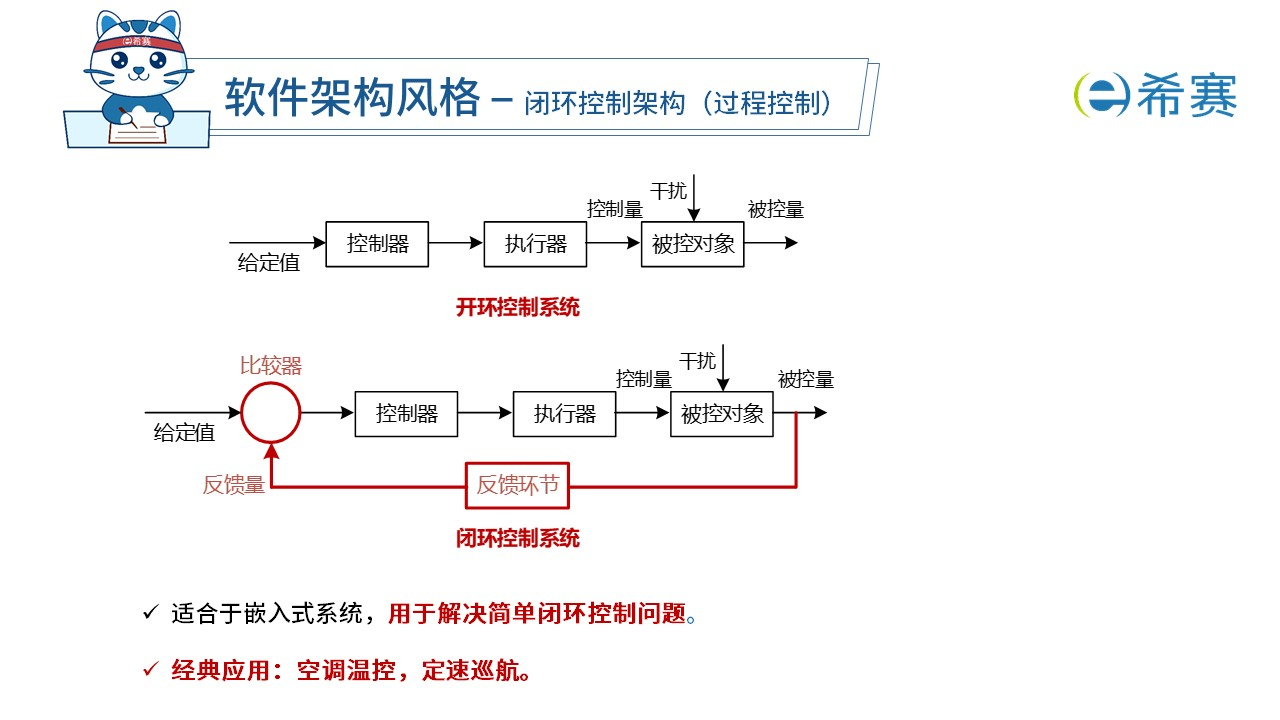 希赛
软件架构风格 – 闭环控制架构（过程控制）
希赛
干扰
控制量
被控量
控制器
执行器
被控对象
给定值
开环控制系统
干扰
比较器
控制量
被控量
控制器
执行器
被控对象
给定值
反馈量
反馈环节
闭环控制系统
✓ 适合于嵌入式系统，用于解决简单闭环控制问题。
✓ 经典应用：空调温控，定速巡航。